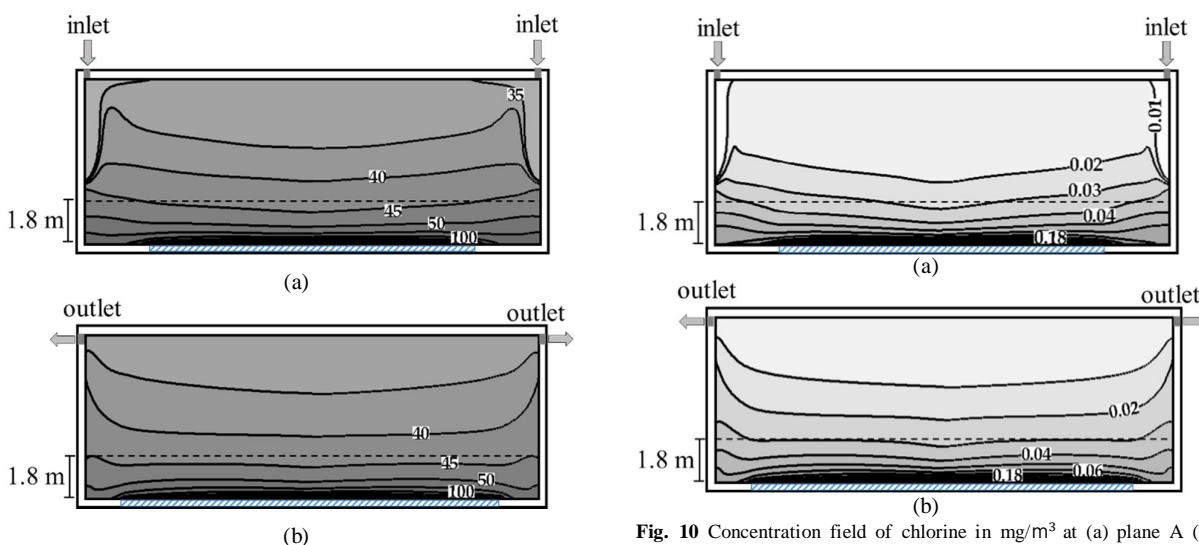 inlet
inlet
35
40
45
50
100
1.8 m
(a)
outlet
outlet
40
45
50
100
1.8 m
(b)
inlet
inlet
0.01
0.02
0.03
0.04
0.18
1.8 m
(a)
outlet
outlet
0.02
0.04
0.06
0.18
1.8 m
(b)
Fig. 10 Concentration field of chlorine in mg/m³ at (a) plane A (